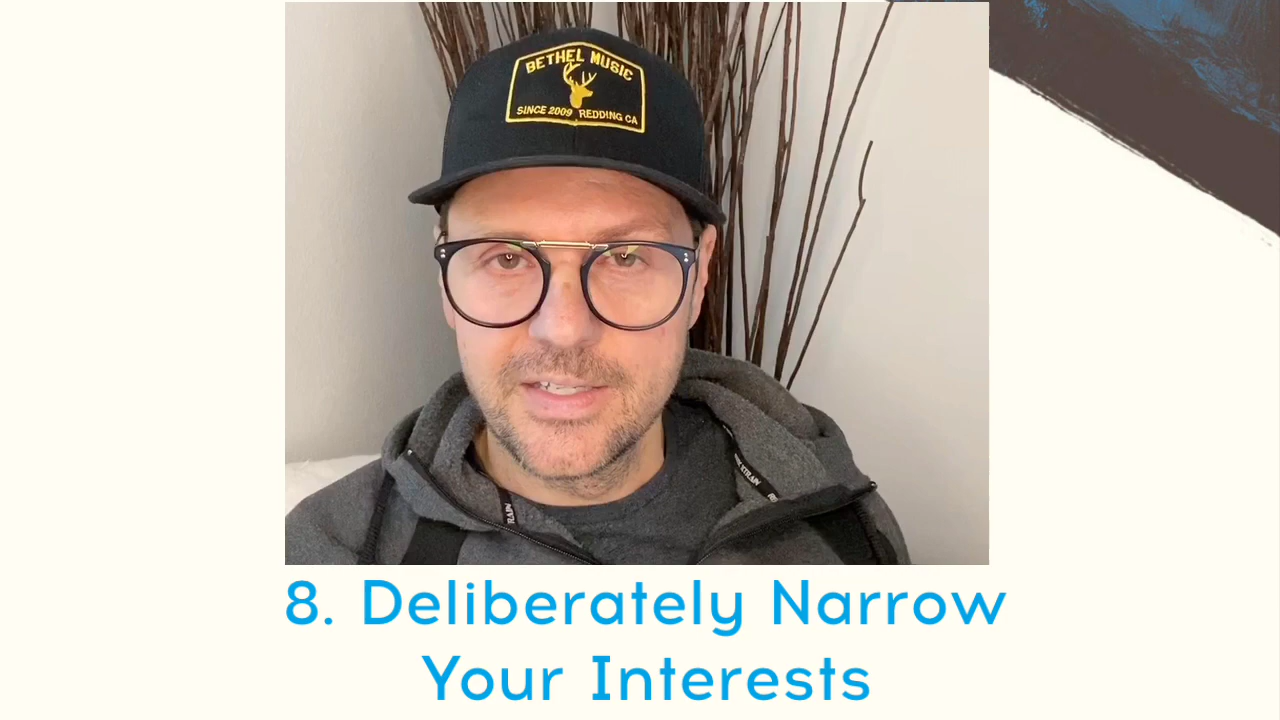 BETHEL MUSIC
SINCE 2009 REDDING CA
8. Deliberately Narrow
Your Interests